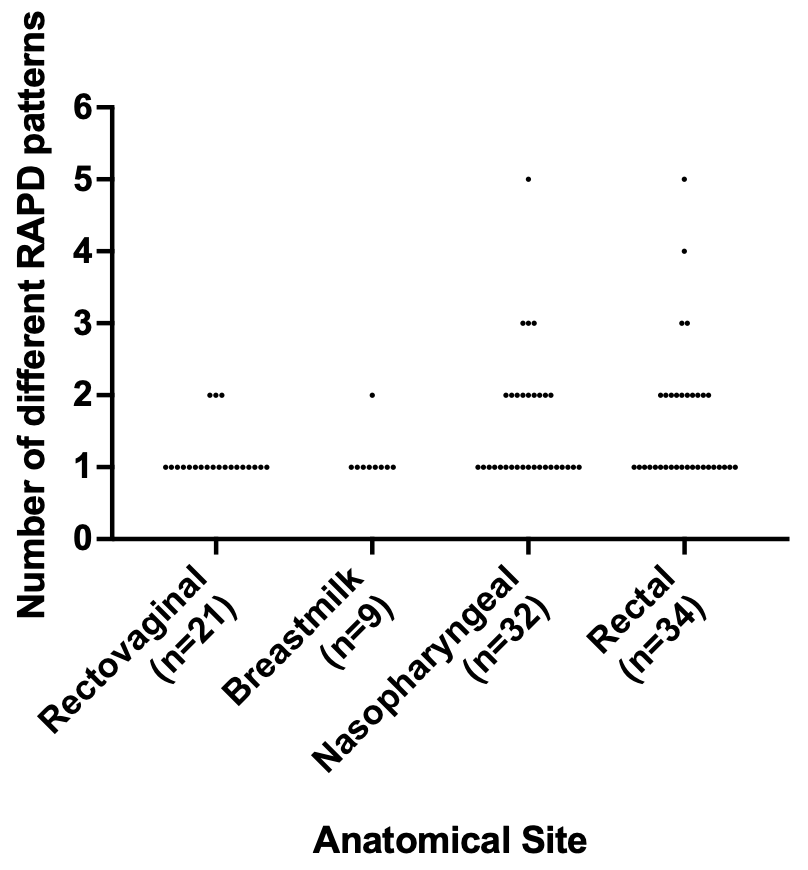 Number of different RAPD patterns
6
5
4
3
2
1
0
Rectovaginal
(n=21)
Breastmilk
(n=9)
Nasopharyngeal
(n=32)
Rectal
(n=34)
Anatomical Site